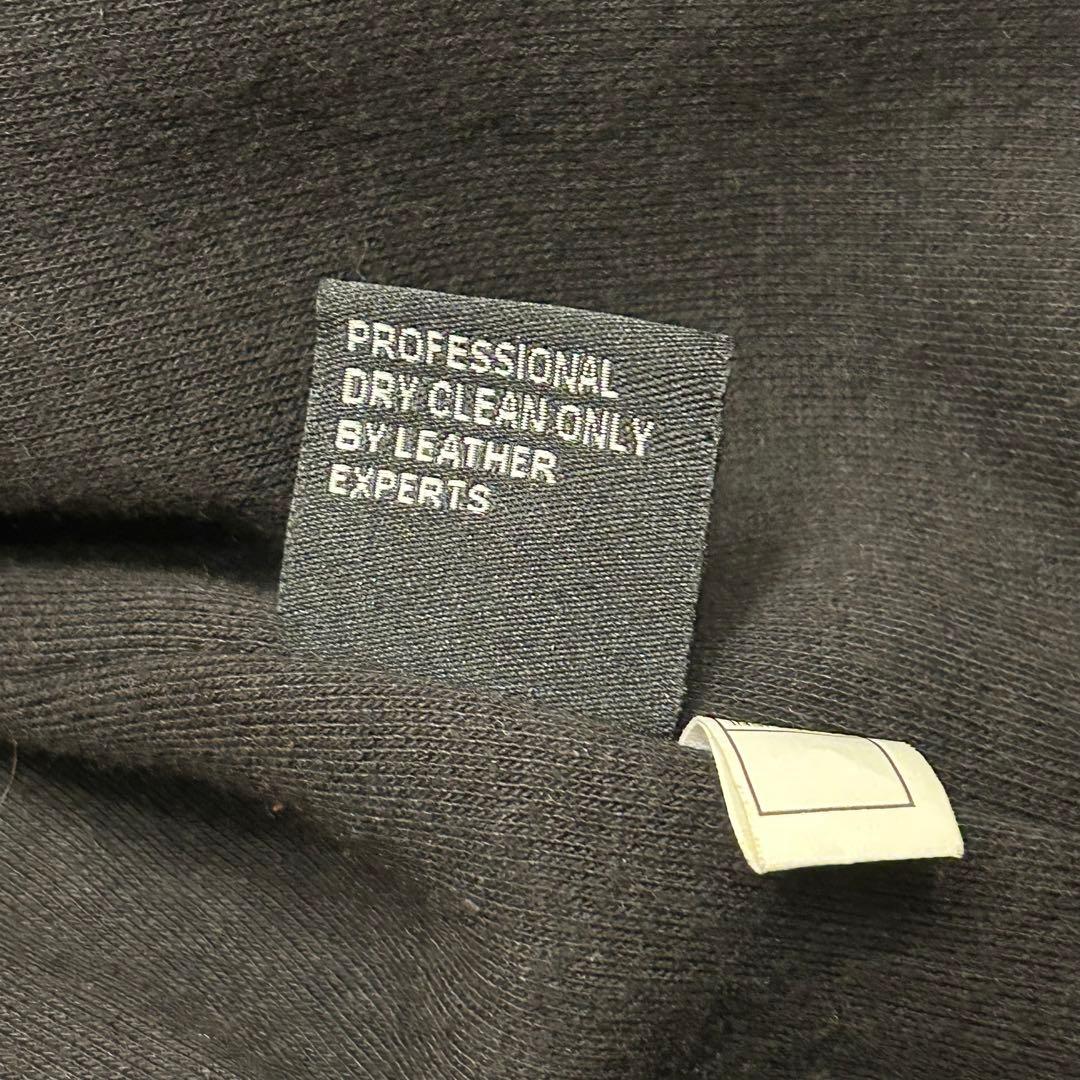 PROFESSIONAL
DRY CLEAN ONLY
BY LEATHER
EXPERTS